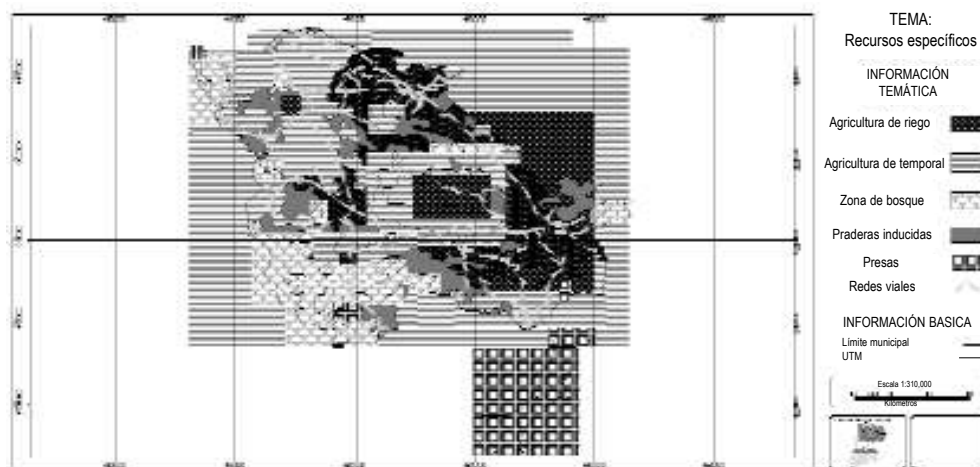 TEMA:
Recursos específicos
INFORMACIÓN
TEMÁTICA
Agricultura de riego
Agricultura de temporal
Zona de bosque
Praderas inducidas
Presas
Redes viales
INFORMACIÓN BASICA
Límite municipal
UTM
Escala 1:310,000
Kilómetros